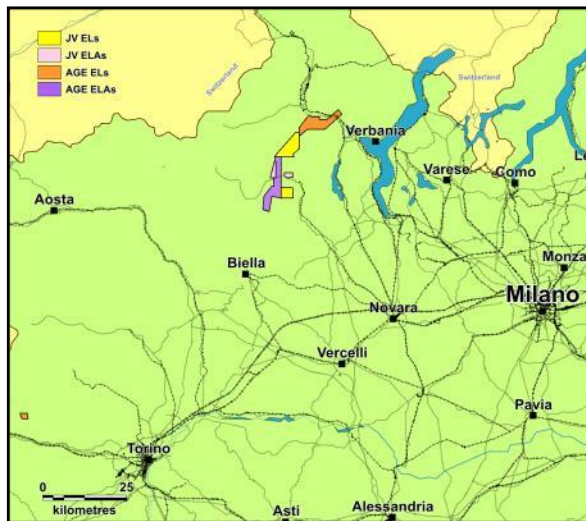 JV ELs
JV ELAs
AGE ELs
AGE ELAs
Switzerland
Switzerland
Verbania
Varese
Como
Aosta
Biella
Monza
Milano
Novara
Vercelli
Pavia
Torino
0 25
kilometres
Asti
Alessandria